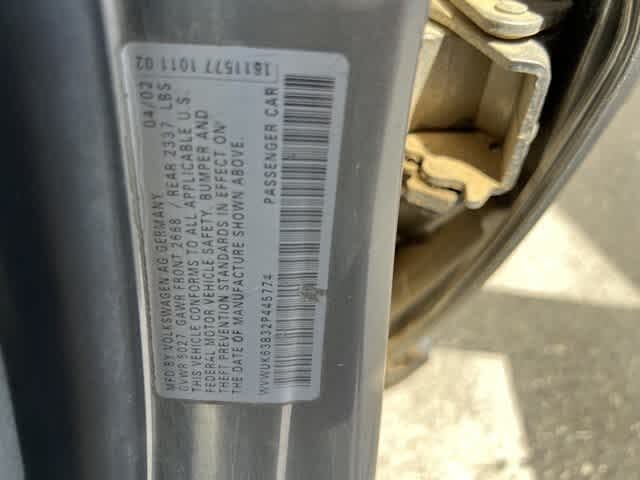 MFD BY VOLKSWAGEN AG GERMANY 04/02
GVWR 5027 GAWR FRONT 2668 / REAR 2337 LBS
THIS VEHICLE CONFORMS TO ALL APPLICABLE U.S.
FEDERAL MOTOR VEHICLE SAFETY, BUMPER AND
THEFT PREVENTION STANDARDS IN EFFECT ON
THE DATE OF MANUFACTURE SHOWN ABOVE.
WVWUK63B32P445774 PASSENGER CAR
1611577 1011 02